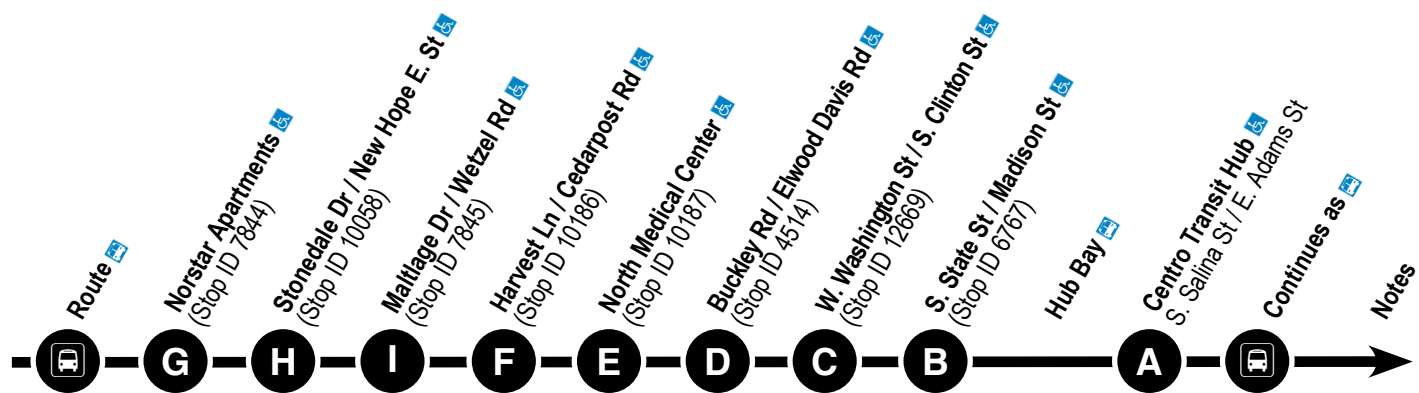 Route
Norstar Apartments
(Stop ID 7844)
Stonedale Dr / New Hope E. St
(Stop ID 10058)
Maltlage Dr / Wetzel Rd
(Stop ID 7845)
Harvest Ln / Cedarpost Rd
(Stop ID 10186)
North Medical Center
(Stop ID 10187)
Buckley Rd / Elwood Davis Rd
(Stop ID 4514)
W. Washington St / S. Clinton St
(Stop ID 12669)
S. State St / Madison St
(Stop ID 6767)
Hub Bay
Centro Transit Hub
S. Salina St / E. Adams St
Continues as
Notes
G H I F E D C B A